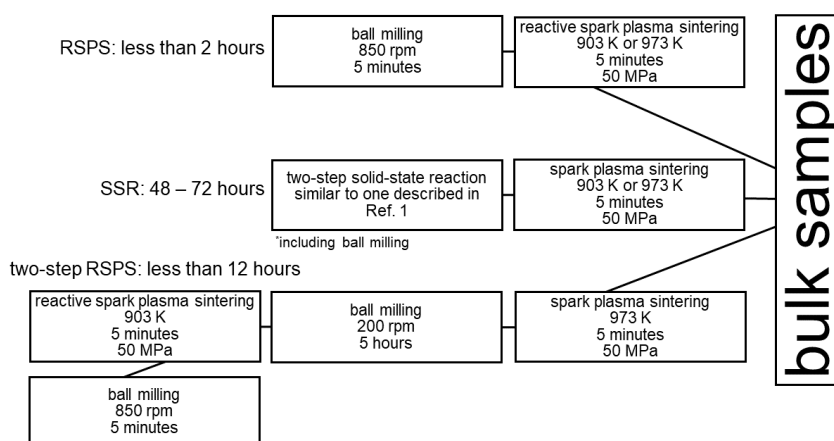 RSPS: less than 2 hours
ball milling
850 rpm
5 minutes
reactive spark plasma sintering
903 K or 973 K
5 minutes
50 MPa
SSR: 48 – 72 hours
two-step solid-state reaction
similar to one described in
Ref. 1
*including ball milling
spark plasma sintering
903 K or 973 K
5 minutes
50 MPa
two-step RSPS: less than 12 hours
reactive spark plasma sintering
903 K
5 minutes
50 MPa
ball milling
200 rpm
5 hours
spark plasma sintering
973 K
5 minutes
50 MPa
ball milling
850 rpm
5 minutes
bulk samples